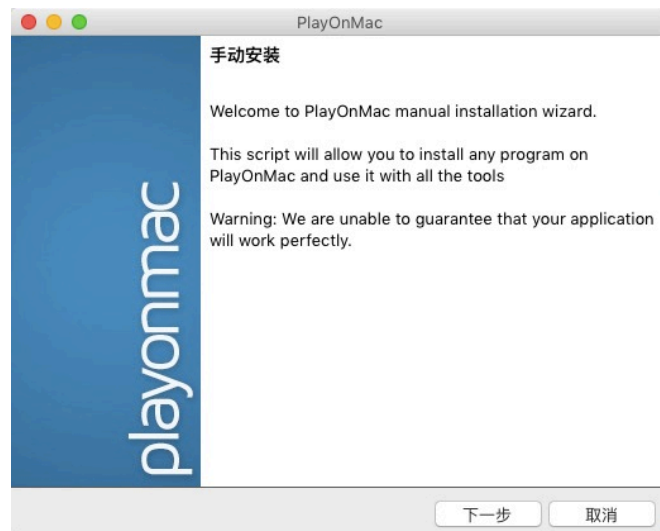 PlayOnMac
手动安装
Welcome to PlayOnMac manual installation wizard.
This script will allow you to install any program on
PlayOnMac and use it with all the tools
Warning: We are unable to guarantee that your application
will work perfectly.
playonmac
下一步
取消